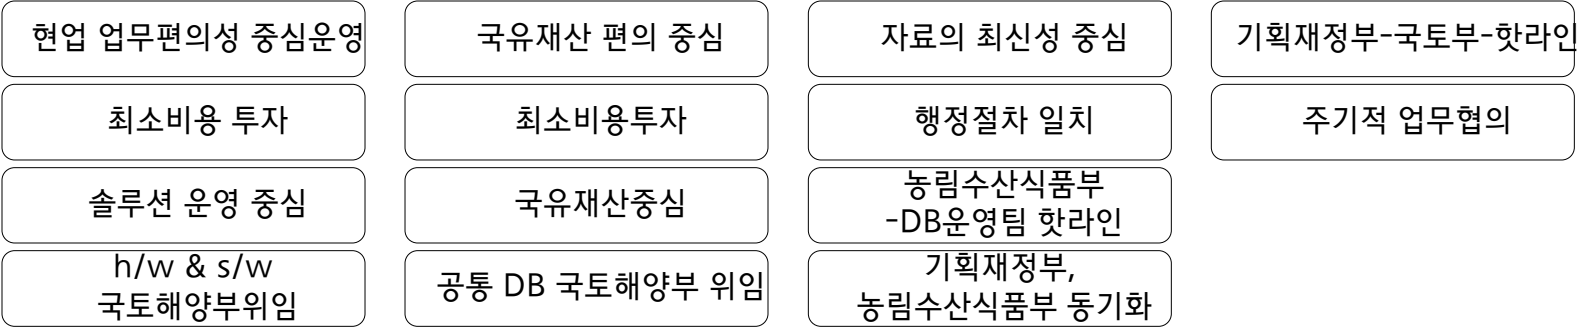 현업 업무편의성 중심운영
국유재산 편의 중심
자료의 최신성 중심
기획재정부-국토부-핫라인
최소비용 투자
최소비용투자
행정절차 일치
주기적 업무협의
솔루션 운영 중심
국유재산중심
농림수산식품부
-DB운영팀 핫라인
h/w & s/w
국토해양부위임
공통 DB 국토해양부 위임
기획재정부,
농림수산식품부 동기화